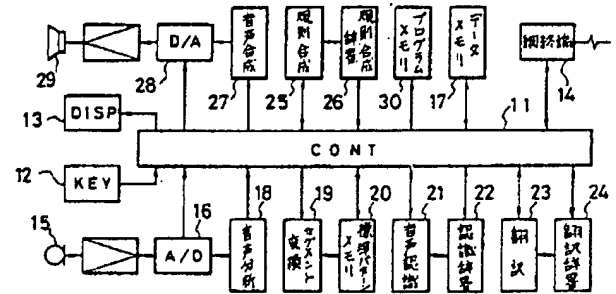 D/A
音声合成
規則合成
規則合成辞書
プログラムメモリ
データメモリ
網終端
29
28
27
25
26
30
17
14
13
DISP
11
CONT
12
KEY
15
16
A/D
18
音声分析
19
セグメント変換
20
標準パターンメモリ
21
音声認識
22
認識辞書
23
翻訳
24
翻訳辞書